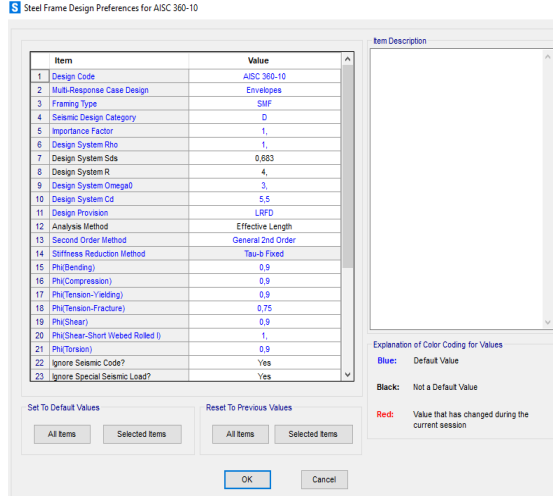 S Steel Frame Design Preferences for AISC 360-10
Item Value
1 Design Code AISC 360-10
2 Multi-Response Case Design Envelopes
3 Framing Type SMF
4 Seismic Design Category D
5 Importance Factor 1,
6 Design System Rho 1,
7 Design System Sds 0,683
8 Design System R 4,
9 Design System Omega0 3,
10 Design System Cd 5,5
11 Design Provision LRFD
12 Analysis Method Effective Length
13 Second Order Method General 2nd Order
14 Stiffness Reduction Method Tau-b Fixed
15 Phi(Bending) 0,9
16 Phi(Compression) 0,9
17 Phi(Tension-Yielding) 0,9
18 Phi(Tension-Fracture) 0,75
19 Phi(Shear) 0,9
20 Phi(Shear-Short Webed Rolled I) 1,
21 Phi(Torsion) 0,9
22 Ignore Seismic Code? Yes
23 Ignore Special Seismic Load? Yes
Item Description
Explanation of Color Coding for Values
Blue: Default Value
Black: Not a Default Value
Red: Value that has changed during the
current session
Set To Default Values
All Items Selected Items
Reset To Previous Values
All Items Selected Items
OK Cancel